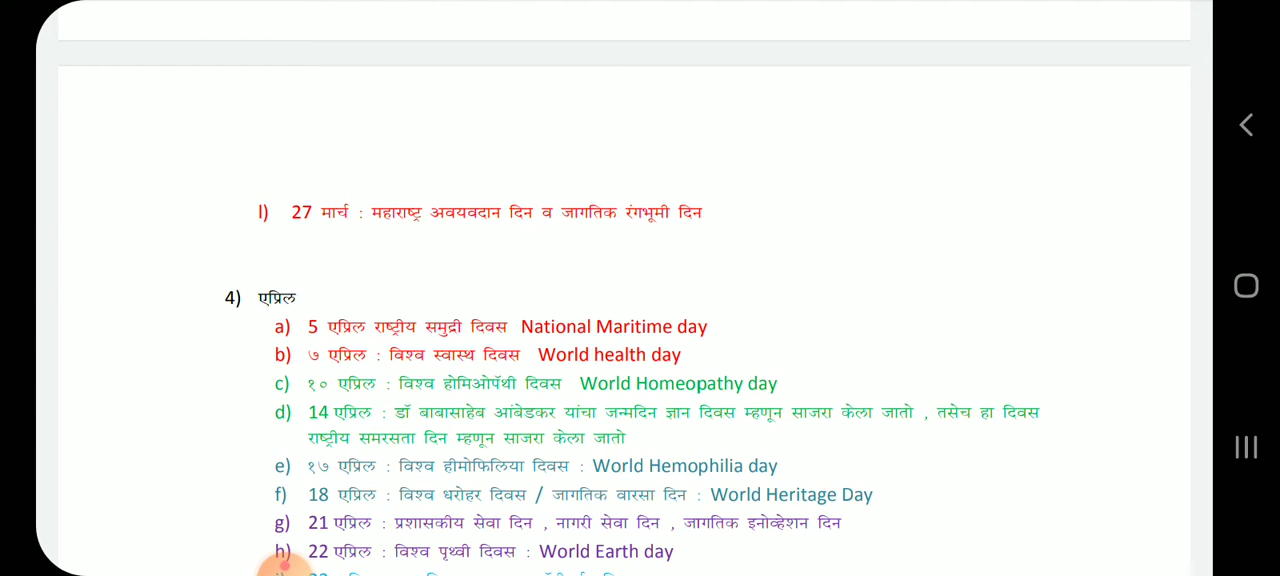 l) 27 मार्च : महाराष्ट्र अवयवदान दिन व जागतिक रंगभूमी दिन
4) एप्रिल
a) 5 एप्रिल राष्ट्रीय समुद्री दिवस National Maritime day
b) ७ एप्रिल : विश्व स्वास्थ दिवस World health day
c) १० एप्रिल : विश्व होमिओपॅथी दिवस World Homeopathy day
d) 14 एप्रिल : डॉ बाबासाहेब आंबेडकर यांचा जन्मदिन ज्ञान दिवस म्हणून साजरा केला जातो , तसेच हा दिवस
राष्ट्रीय समरसता दिन म्हणून साजरा केला जातो
e) १७ एप्रिल : विश्व हीमोफिलिया दिवस : World Hemophilia day
f) 18 एप्रिल : विश्व धरोहर दिवस / जागतिक वारसा दिन : World Heritage Day
g) 21 एप्रिल : प्रशासकीय सेवा दिन , नागरी सेवा दिन , जागतिक इनोव्हेशन दिन
h) 22 एप्रिल : विश्व पृथ्वी दिवस : World Earth day